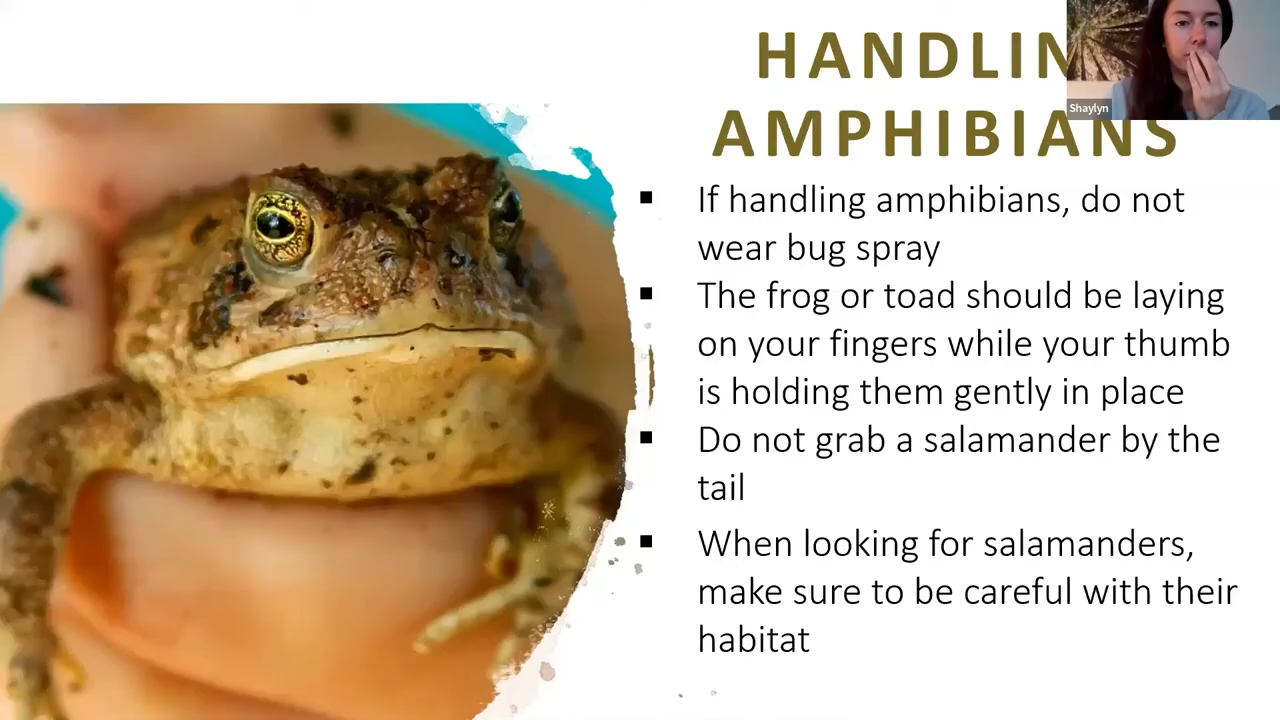 HANDLIN
AMPHIBIANS
Shaylyn
▪ If handling amphibians, do not
wear bug spray
▪ The frog or toad should be laying
on your fingers while your thumb
is holding them gently in place
▪ Do not grab a salamander by the
tail
▪ When looking for salamanders,
make sure to be careful with their
habitat